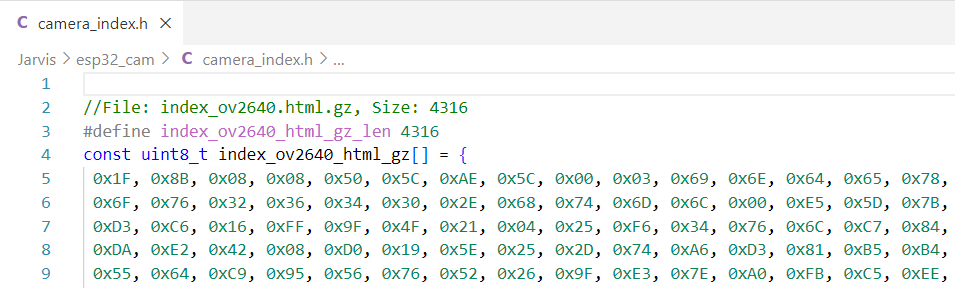 camera_index.h
Jarvis > esp32_cam > C camera_index.h > ...
1
2 //File: index_ov2640.html.gz, Size: 4316
3 #define index_ov2640_html_gz_len 4316
4 const uint8_t index_ov2640_html_gz[] = {
5 0x1F, 0x8B, 0x08, 0x08, 0x50, 0x5C, 0xAE, 0x5C, 0x00, 0x03, 0x69, 0x6E, 0x64, 0x65, 0x78,
6 0x6F, 0x76, 0x32, 0x36, 0x34, 0x30, 0x2E, 0x68, 0x74, 0x6D, 0x6C, 0x00, 0xE5, 0x5D, 0x7B,
7 0xD3, 0xC6, 0x16, 0xFF, 0x9F, 0x4F, 0x21, 0x04, 0x25, 0xF6, 0x34, 0x76, 0x6C, 0xC7, 0x84,
8 0xDA, 0xE2, 0x42, 0x08, 0xD0, 0x19, 0x5E, 0x25, 0x2D, 0x74, 0xA6, 0xD3, 0x81, 0xB5, 0xB4,
9 0x55, 0x64, 0xC9, 0x95, 0x56, 0x76, 0x52, 0x26, 0x9F, 0xE3, 0x7E, 0xA0, 0xFB, 0xC5, 0xEE,